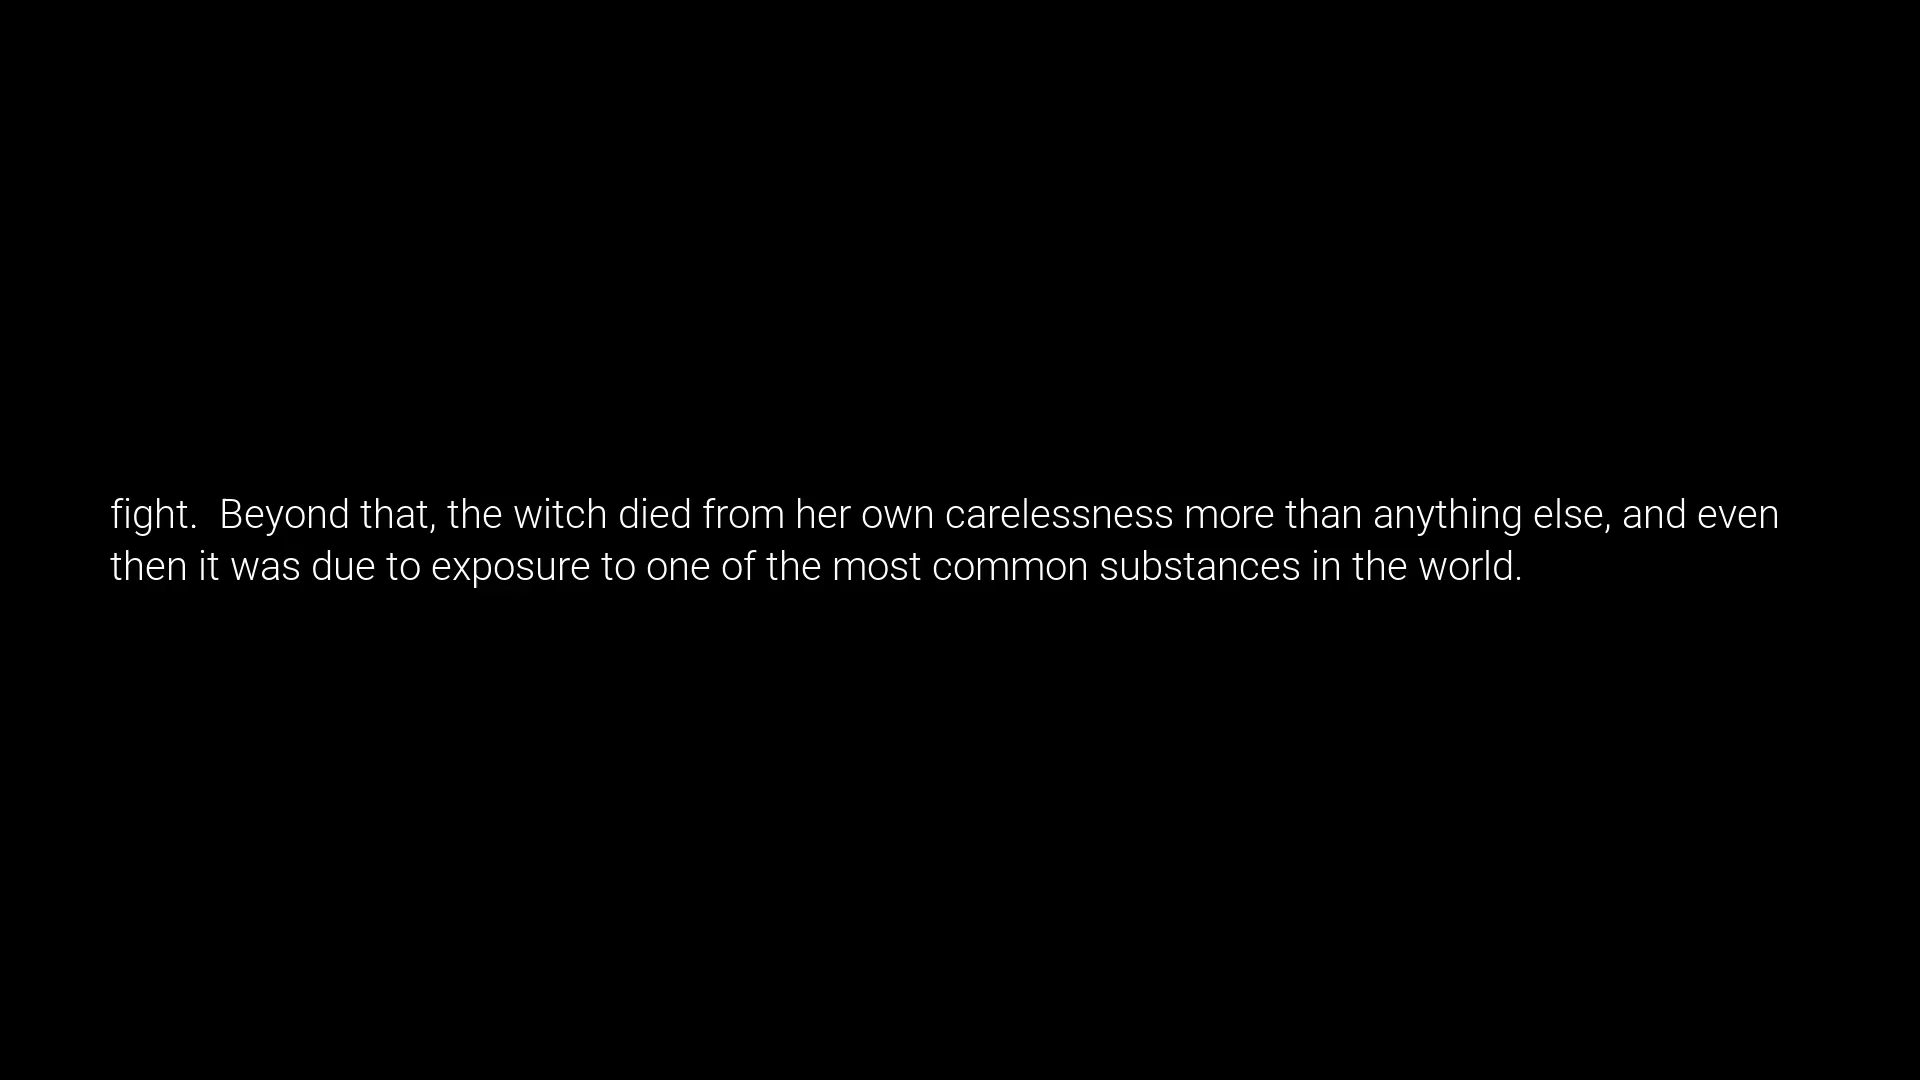 fight.  Beyond that, the witch died from her own carelessness more than anything else, and even
then it was due to exposure to one of the most common substances in the world.